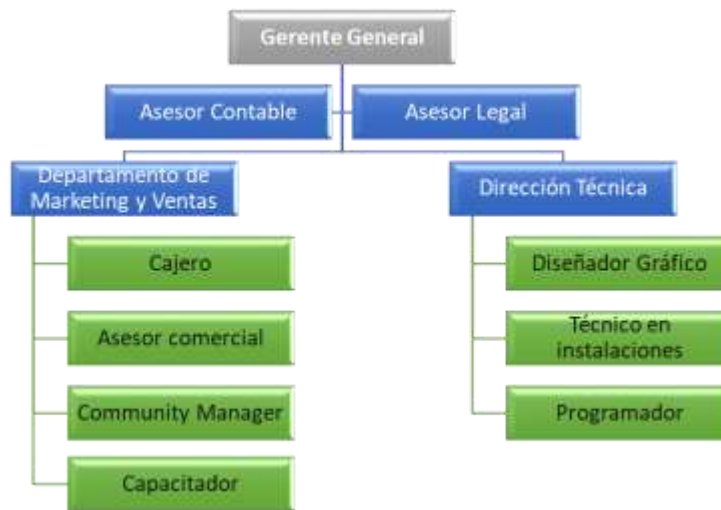 Gerente General
Asesor Contable
Asesor Legal
Departamento de
Marketing y Ventas
Dirección Técnica
Cajero
Asesor comercial
Community Manager
Capacitador
Diseñador Gráfico
Técnico en
instalaciones
Programador